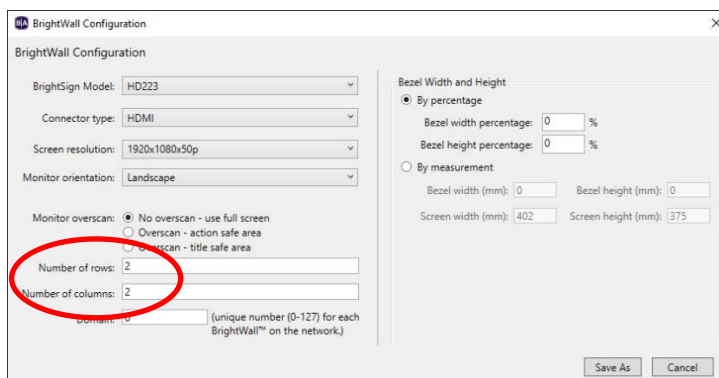 BA BrightWall Configuration
BrightWall Configuration
BrightSign Model: HD223
Connector type: HDMI
Screen resolution: 1920x1080x50p
Monitor orientation: Landscape
Monitor overscan: No overscan - use full screen
Overscan - action safe area
Overscan - title safe area
Number of rows: 2
Number of columns: 2
Domain: 0 (unique number (0-127) for each
BrightWall™ on the network.)
Bezel Width and Height
By percentage
Bezel width percentage: 0 %
Bezel height percentage: 0 %
By measurement
Bezel width (mm): 0 Bezel height (mm): 0
Screen width (mm): 402 Screen height (mm): 375
Save As Cancel